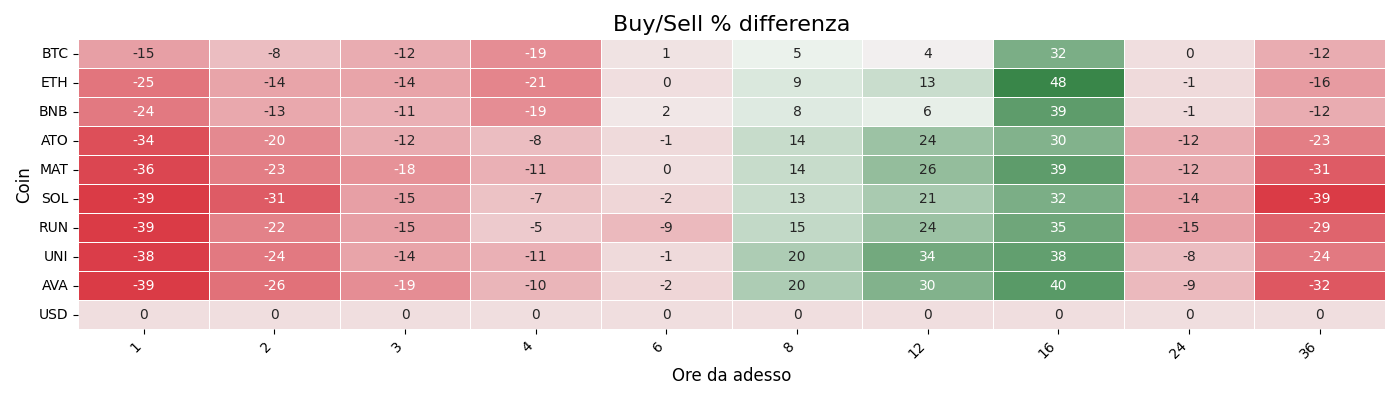 Buy/Sell % differenza
Coin
BTC -15 -8 -12 -19 1 5 4 32 0 -12
ETH -25 -14 -14 -21 0 9 13 48 -1 -16
BNB -24 -13 -11 -19 2 8 6 39 -1 -12
ATO -34 -20 -12 -8 -1 14 24 30 -12 -23
MAT -36 -23 -18 -11 0 14 26 39 -12 -31
SOL -39 -31 -15 -7 -2 13 21 32 -14 -39
RUN -39 -22 -15 -5 -9 15 24 35 -15 -29
UNI -38 -24 -14 -11 -1 20 34 38 -8 -24
AVA -39 -26 -19 -10 -2 20 30 40 -9 -32
USD 0 0 0 0 0 0 0 0 0 0
1 2 3 4 6 8 12 16 24 36
Ore da adesso